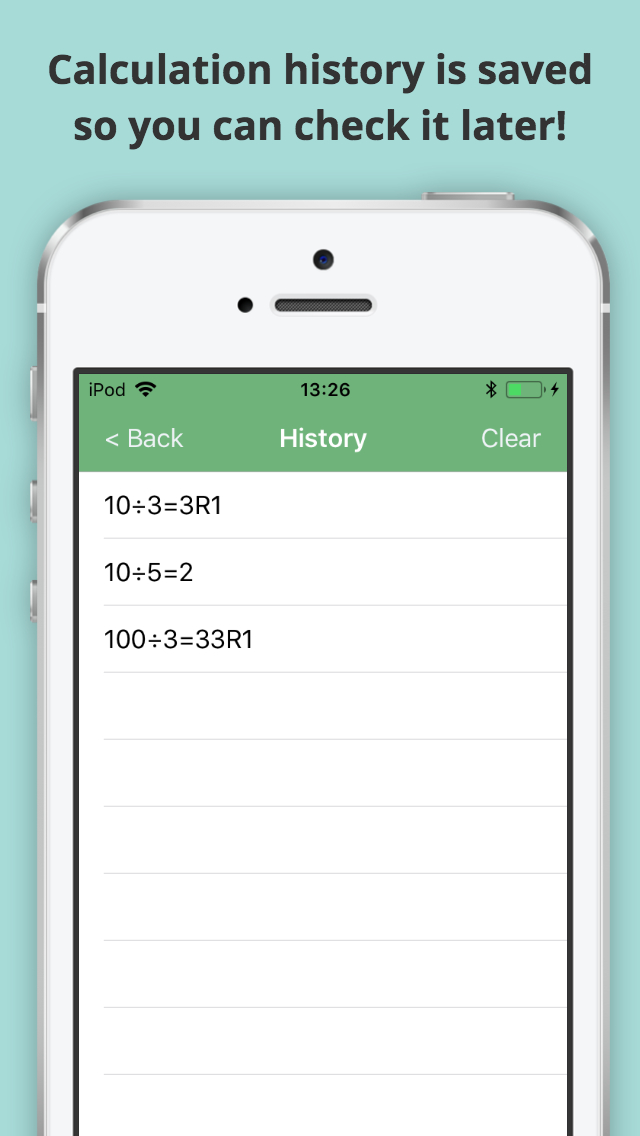 Calculation history is saved
so you can check it later!
iPod 13:26
< Back History Clear
10÷3=3R1
10÷5=2
100÷3=33R1